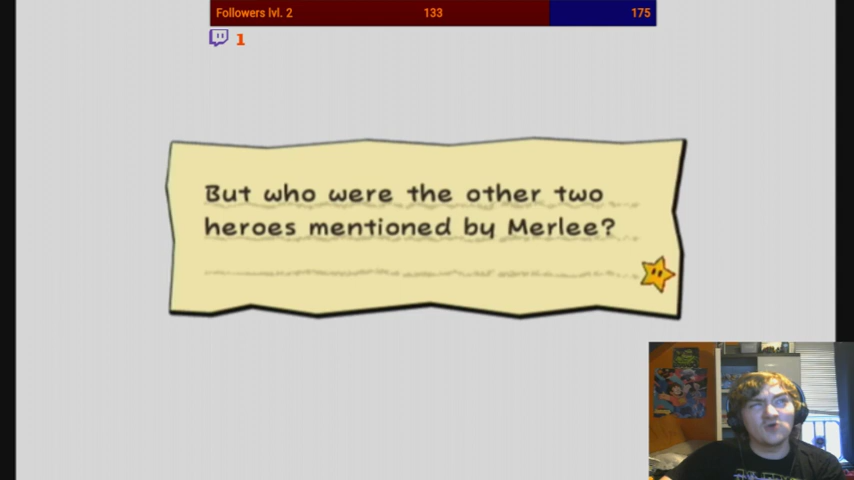 Followers lvl. 2 133 175
1
But who were the other two
heroes mentioned by Merlee?